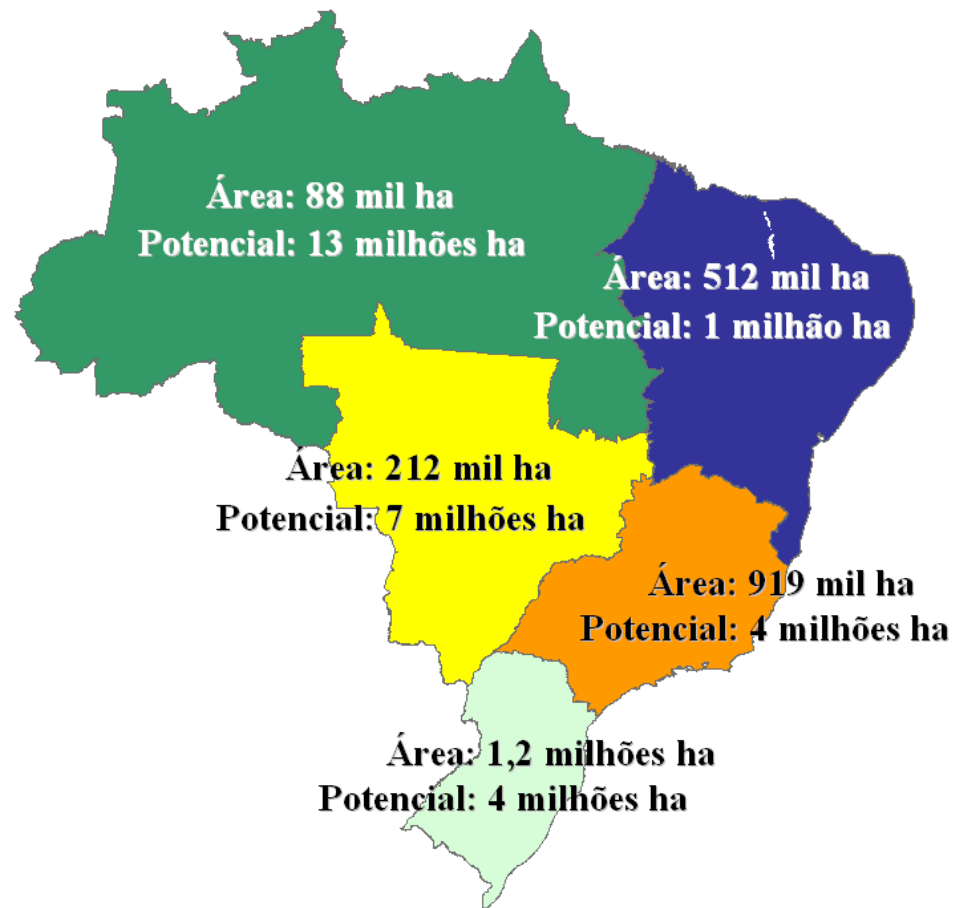 Área: 88 mil ha
Potencial: 13 milhões ha
Área: 512 mil ha
Potencial: 1 milhão ha
Área: 212 mil ha
Potencial: 7 milhões ha
Área: 919 mil ha
Potencial: 4 milhões ha
Área: 1,2 milhões ha
Potencial: 4 milhões ha